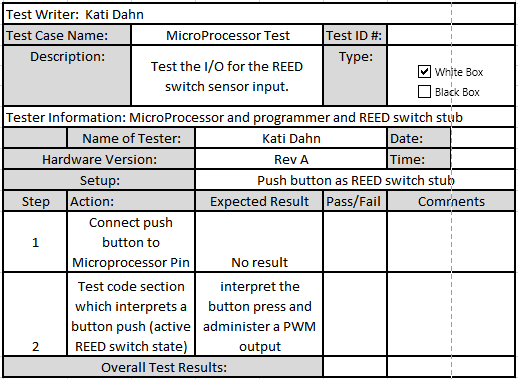 Test Writer: Kati Dahn
Test Case Name: MicroProcessor Test Test ID #:
Description: Test the I/O for the REED Type:
switch sensor input.
White Box
Black Box
Tester Information: MicroProcessor and programmer and REED switch stub
Name of Tester: Kati Dahn Date:
Hardware Version: Rev A Time:
Setup: Push button as REED switch stub
Step Action: Expected Result Pass/Fail Comments
1
Connect push
button to
Microprocessor Pin
No result
2
Test code section
which interprets a
button push (active
REED switch state)
interpret the
button press and
administer a PWM
output
Overall Test Results: